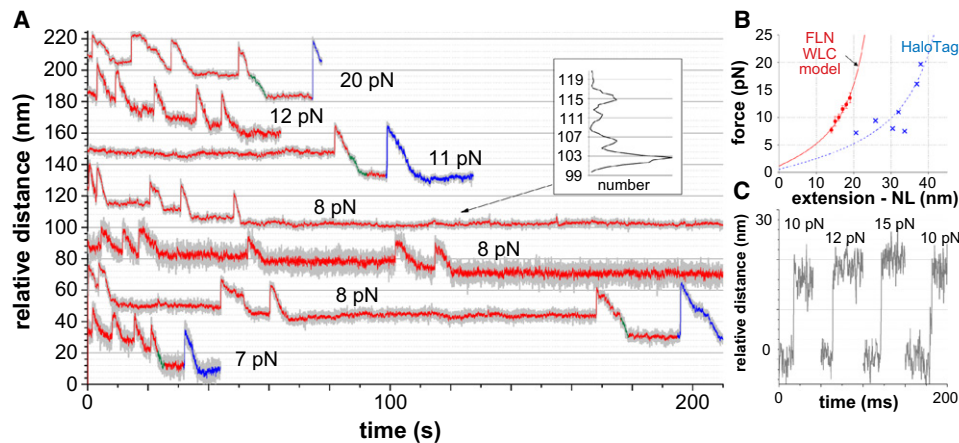 A
relative distance (nm)
220
200
180
160
140
120
100
80
60
40
20
0
20 pN
12 pN
11 pN
8 pN
8 pN
8 pN
7 pN
119
115
111
107
103
99
number
0
100
200
time (s)
B
force (pN)
25
20
15
10
5
0
FLN
WLC
model
HaloTag
0
10
20
30
40
extension - NL (nm)
C
relative distance (nm)
30
0
10 pN
12 pN
15 pN
10 pN
0
200
time (ms)